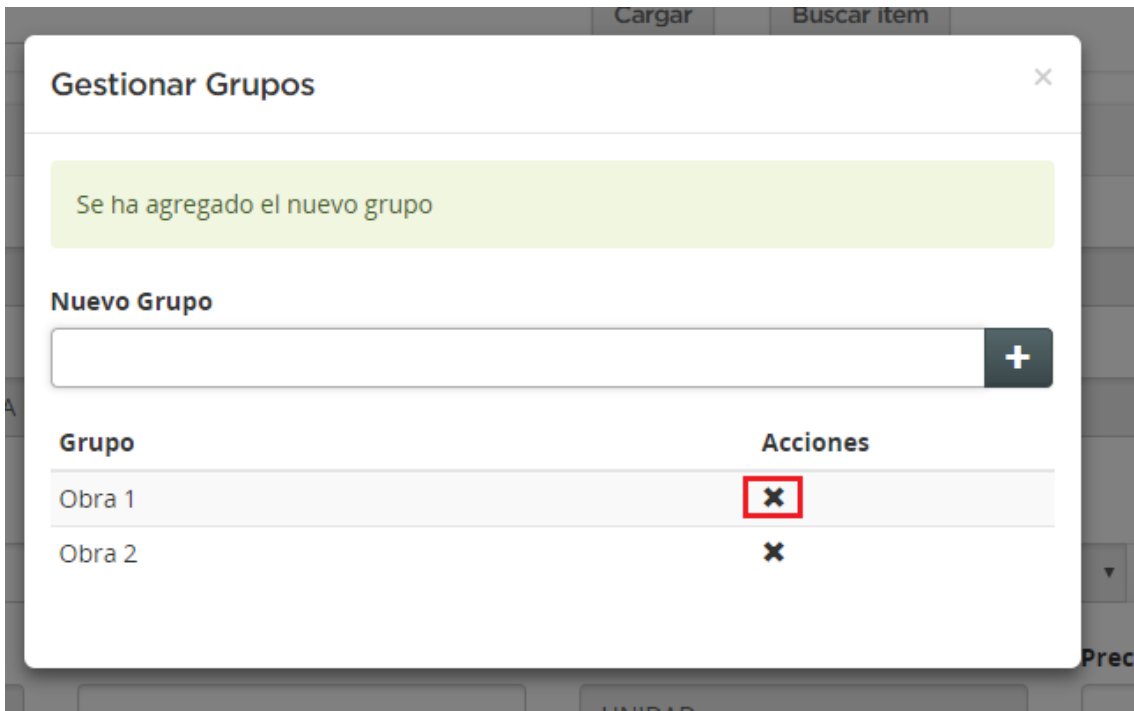 Cargar Buscar item
Gestionar Grupos ×
Se ha agregado el nuevo grupo
Nuevo Grupo
+
Grupo Acciones
Obra 1 ✖
Obra 2 ✖
A
Prec
UNIDAD